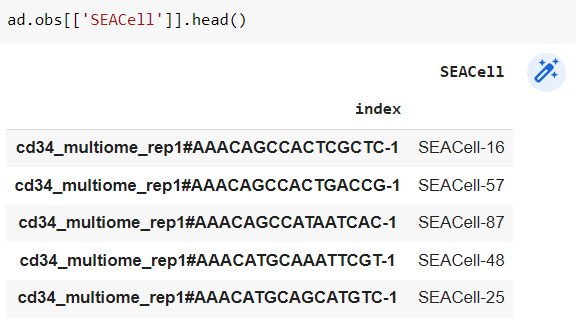 ad.obs[['SEACell']].head()
SEACell
index
cd34_multiome_rep1#AAACAGCCACTCGCTC-1 SEACell-16
cd34_multiome_rep1#AAACAGCCACTGACCG-1 SEACell-57
cd34_multiome_rep1#AAACAGCCATAATCAC-1 SEACell-87
cd34_multiome_rep1#AAACATGCAAATTCGT-1 SEACell-48
cd34_multiome_rep1#AAACATGCAGCATGTC-1 SEACell-25